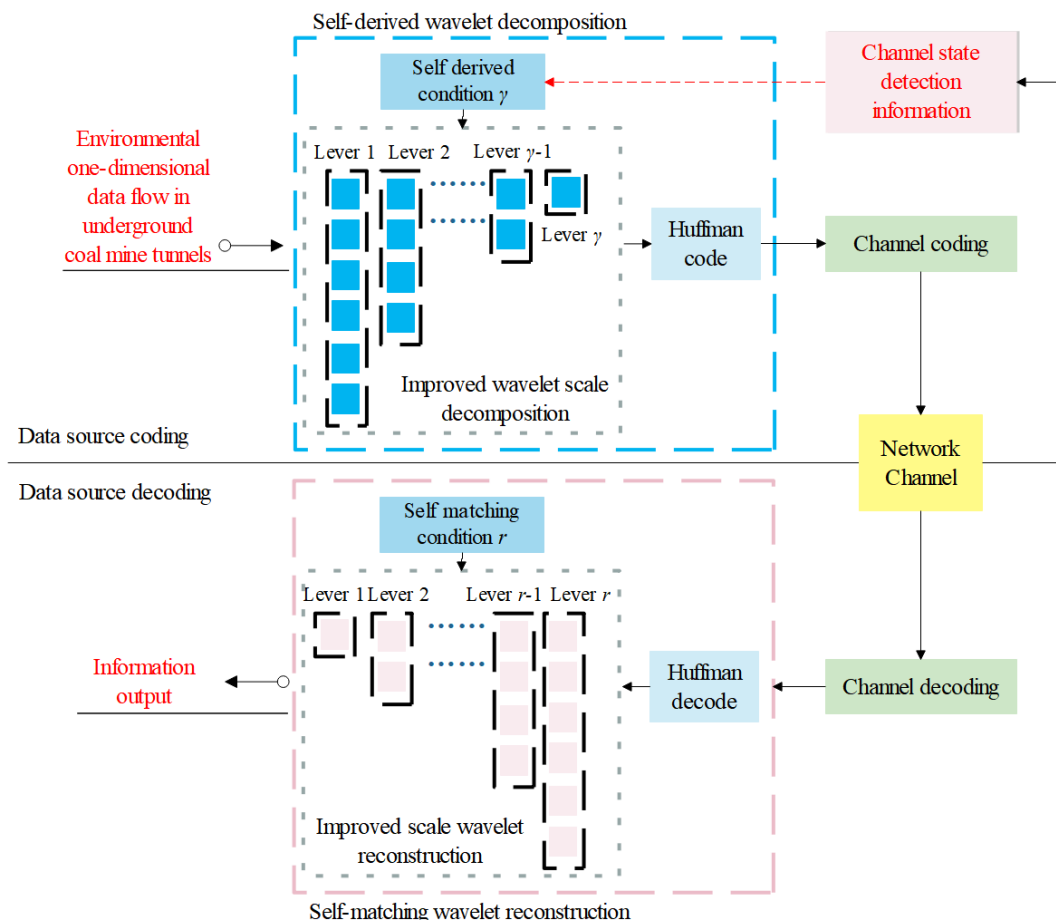 Self-derived wavelet decomposition
Self derived
condition γ
Channel state
detection
information
Environmental
one-dimensional
data flow in
underground
coal mine tunnels
Lever 1
Lever 2
Lever γ-1
Lever γ
Improved wavelet scale
decomposition
Huffman
code
Channel coding
Data source coding
Network
Channel
Data source decoding
Self matching
condition r
Lever 1
Lever 2
Lever r-1
Lever r
Improved scale wavelet
reconstruction
Information
output
Huffman
decode
Channel decoding
Self-matching wavelet reconstruction